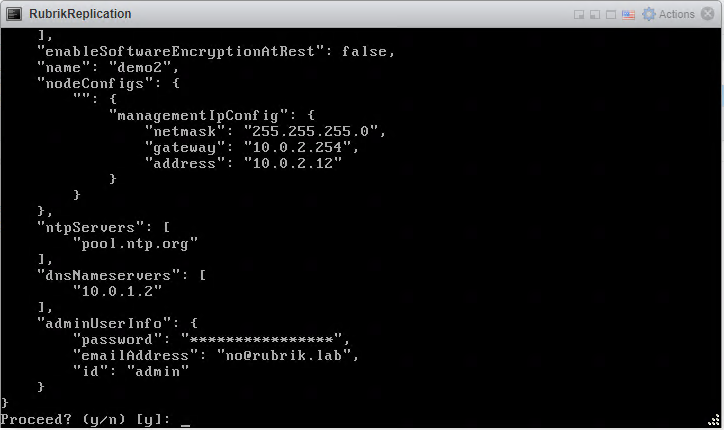 RubrikReplication
Actions
],
"enableSoftwareEncryptionAtRest": false,
"name": "demo2",
"nodeConfigs": {
"": {
"managementIpConfig": {
"netmask": "255.255.255.0",
"gateway": "10.0.2.254",
"address": "10.0.2.12"
}
}
},
"ntpServers": [
"pool.ntp.org"
],
"dnsNameservers": [
"10.0.1.2"
],
"adminUserInfo": {
"password": "****************",
"emailAddress": "no@rubrik.lab",
"id": "admin"
}
}
Proceed? (y/n) [y]: _